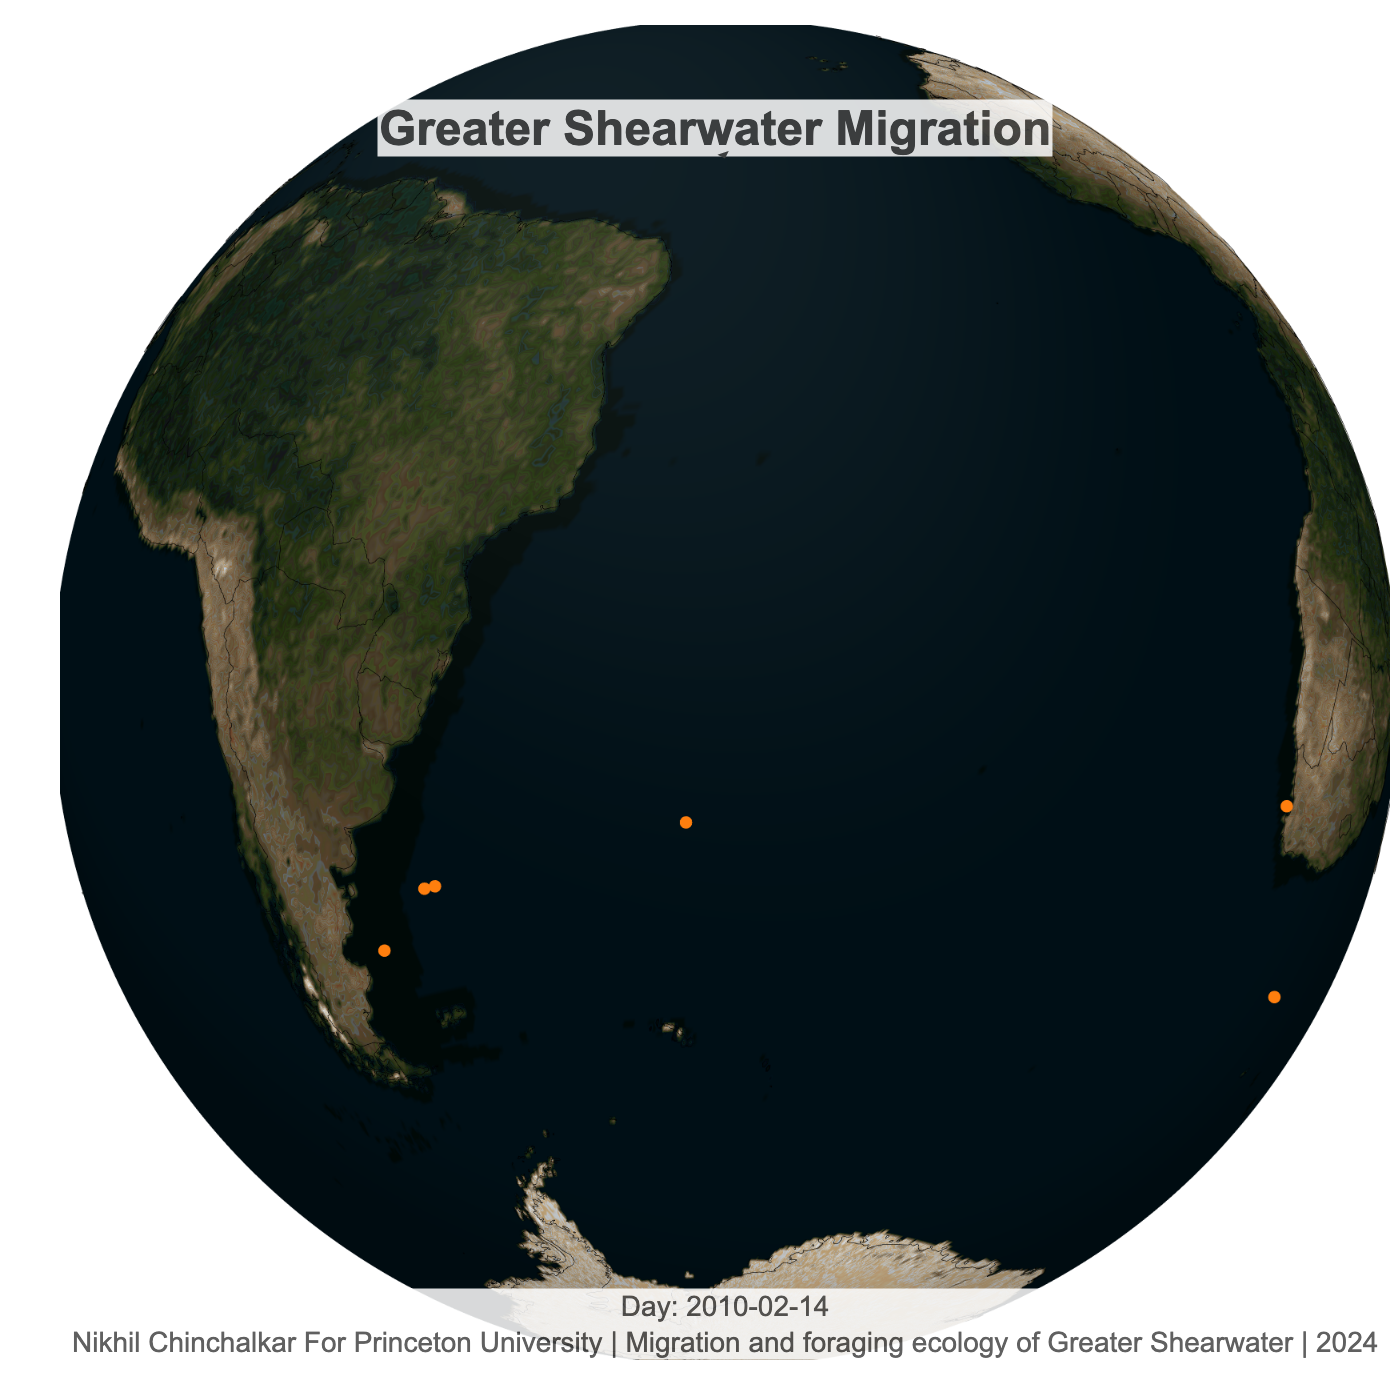 Greater Shearwater Migration
Day: 2010-02-14
Nikhil Chinchalkar For Princeton University | Migration and foraging ecology of Greater Shearwater | 2024